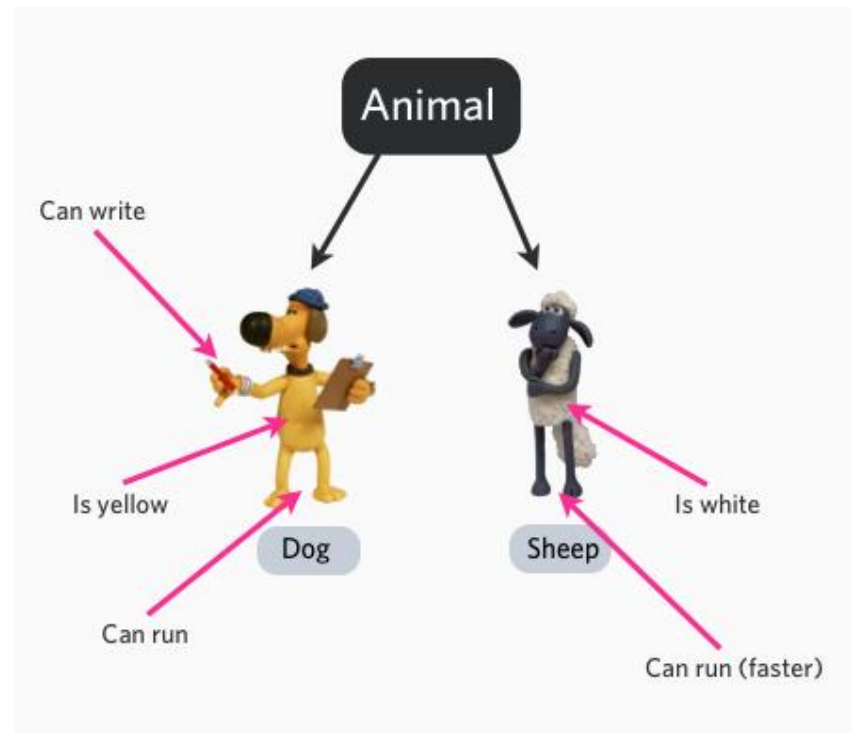 Animal
Can write
Is yellow
Is white
Dog
Sheep
Can run
Can run (faster)